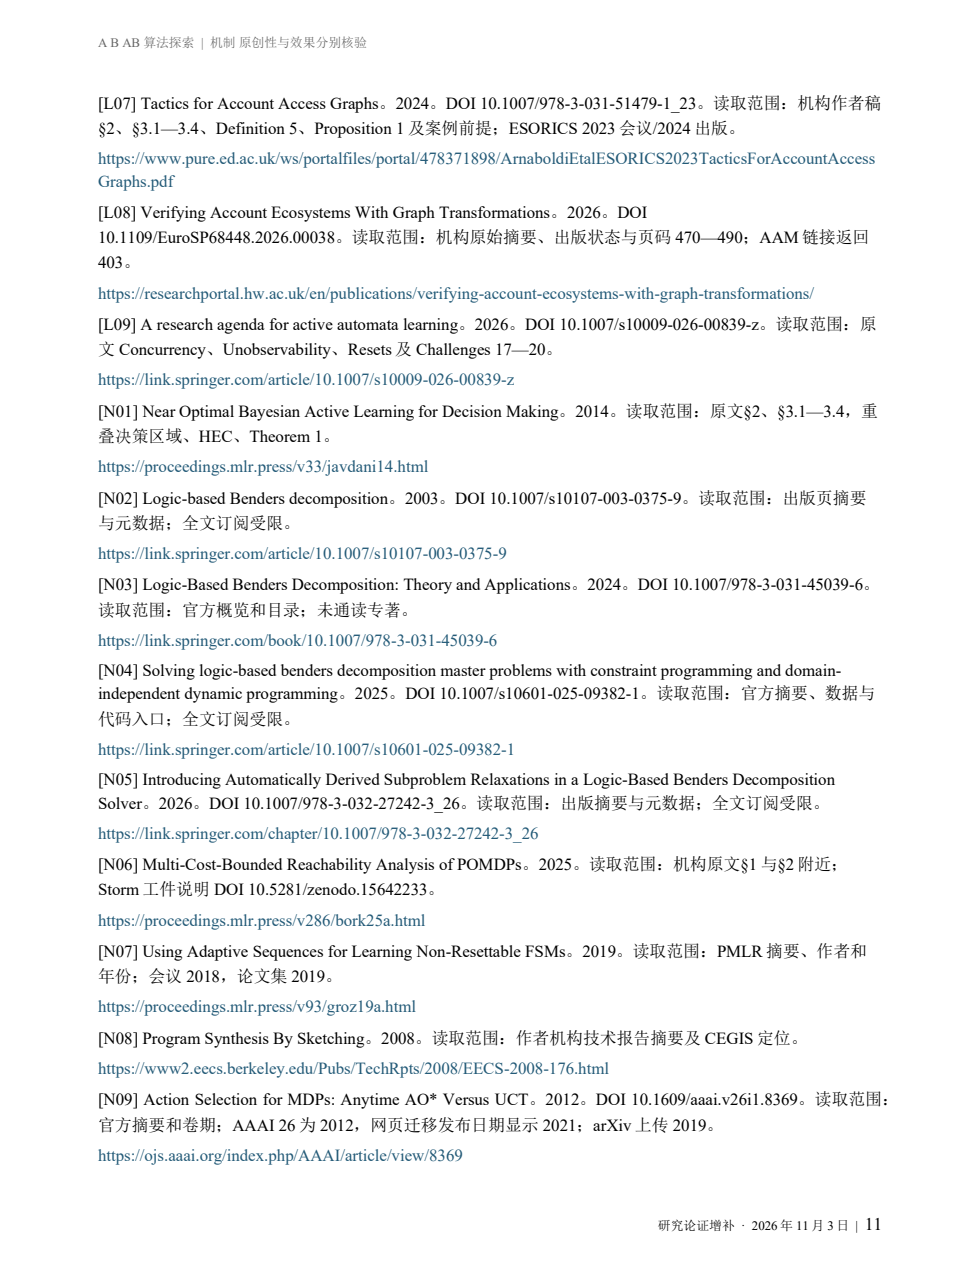 A B AB 算法探索 | 机制 原创性与效果分别核验
[L07] Tactics for Account Access Graphs。2024。DOI 10.1007/978-3-031-51479-1_23。读取范围：机构作者稿
§2、§3.1—3.4、Definition 5、Proposition 1 及案例前提；ESORICS 2023 会议/2024 出版。
https://www.pure.ed.ac.uk/ws/portalfiles/portal/478371898/ArnaboldiEtalESORICS2023TacticsForAccountAccess
Graphs.pdf
[L08] Verifying Account Ecosystems With Graph Transformations。2026。DOI
10.1109/EuroSP68448.2026.00038。读取范围：机构原始摘要、出版状态与页码 470—490；AAM 链接返回
403。
https://researchportal.hw.ac.uk/en/publications/verifying-account-ecosystems-with-graph-transformations/
[L09] A research agenda for active automata learning。2026。DOI 10.1007/s10009-026-00839-z。读取范围：原
文 Concurrency、Unobservability、Resets 及 Challenges 17—20。
https://link.springer.com/article/10.1007/s10009-026-00839-z
[N01] Near Optimal Bayesian Active Learning for Decision Making。2014。读取范围：原文§2、§3.1—3.4，重
叠决策区域、HEC、Theorem 1。
https://proceedings.mlr.press/v33/javdani14.html
[N02] Logic-based Benders decomposition。2003。DOI 10.1007/s10107-003-0375-9。读取范围：出版页摘要
与元数据；全文订阅受限。
https://link.springer.com/article/10.1007/s10107-003-0375-9
[N03] Logic-Based Benders Decomposition: Theory and Applications。2024。DOI 10.1007/978-3-031-45039-6。
读取范围：官方概览和目录；未通读专著。
https://link.springer.com/book/10.1007/978-3-031-45039-6
[N04] Solving logic-based benders decomposition master problems with constraint programming and domain-
independent dynamic programming。2025。DOI 10.1007/s10601-025-09382-1。读取范围：官方摘要、数据与
代码入口；全文订阅受限。
https://link.springer.com/article/10.1007/s10601-025-09382-1
[N05] Introducing Automatically Derived Subproblem Relaxations in a Logic-Based Benders Decomposition
Solver。2026。DOI 10.1007/978-3-032-27242-3_26。读取范围：出版摘要与元数据；全文订阅受限。
https://link.springer.com/chapter/10.1007/978-3-032-27242-3_26
[N06] Multi-Cost-Bounded Reachability Analysis of POMDPs。2025。读取范围：机构原文§1 与§2 附近；
Storm 工件说明 DOI 10.5281/zenodo.15642233。
https://proceedings.mlr.press/v286/bork25a.html
[N07] Using Adaptive Sequences for Learning Non-Resettable FSMs。2019。读取范围：PMLR 摘要、作者和
年份；会议 2018，论文集 2019。
https://proceedings.mlr.press/v93/groz19a.html
[N08] Program Synthesis By Sketching。2008。读取范围：作者机构技术报告摘要及 CEGIS 定位。
https://www2.eecs.berkeley.edu/Pubs/TechRpts/2008/EECS-2008-176.html
[N09] Action Selection for MDPs: Anytime AO* Versus UCT。2012。DOI 10.1609/aaai.v26i1.8369。读取范围：
官方摘要和卷期；AAAI 26 为 2012，网页迁移发布日期显示 2021；arXiv 上传 2019。
https://ojs.aaai.org/index.php/AAAI/article/view/8369
研究论证增补 · 2026 年 11 月 3 日 | 11